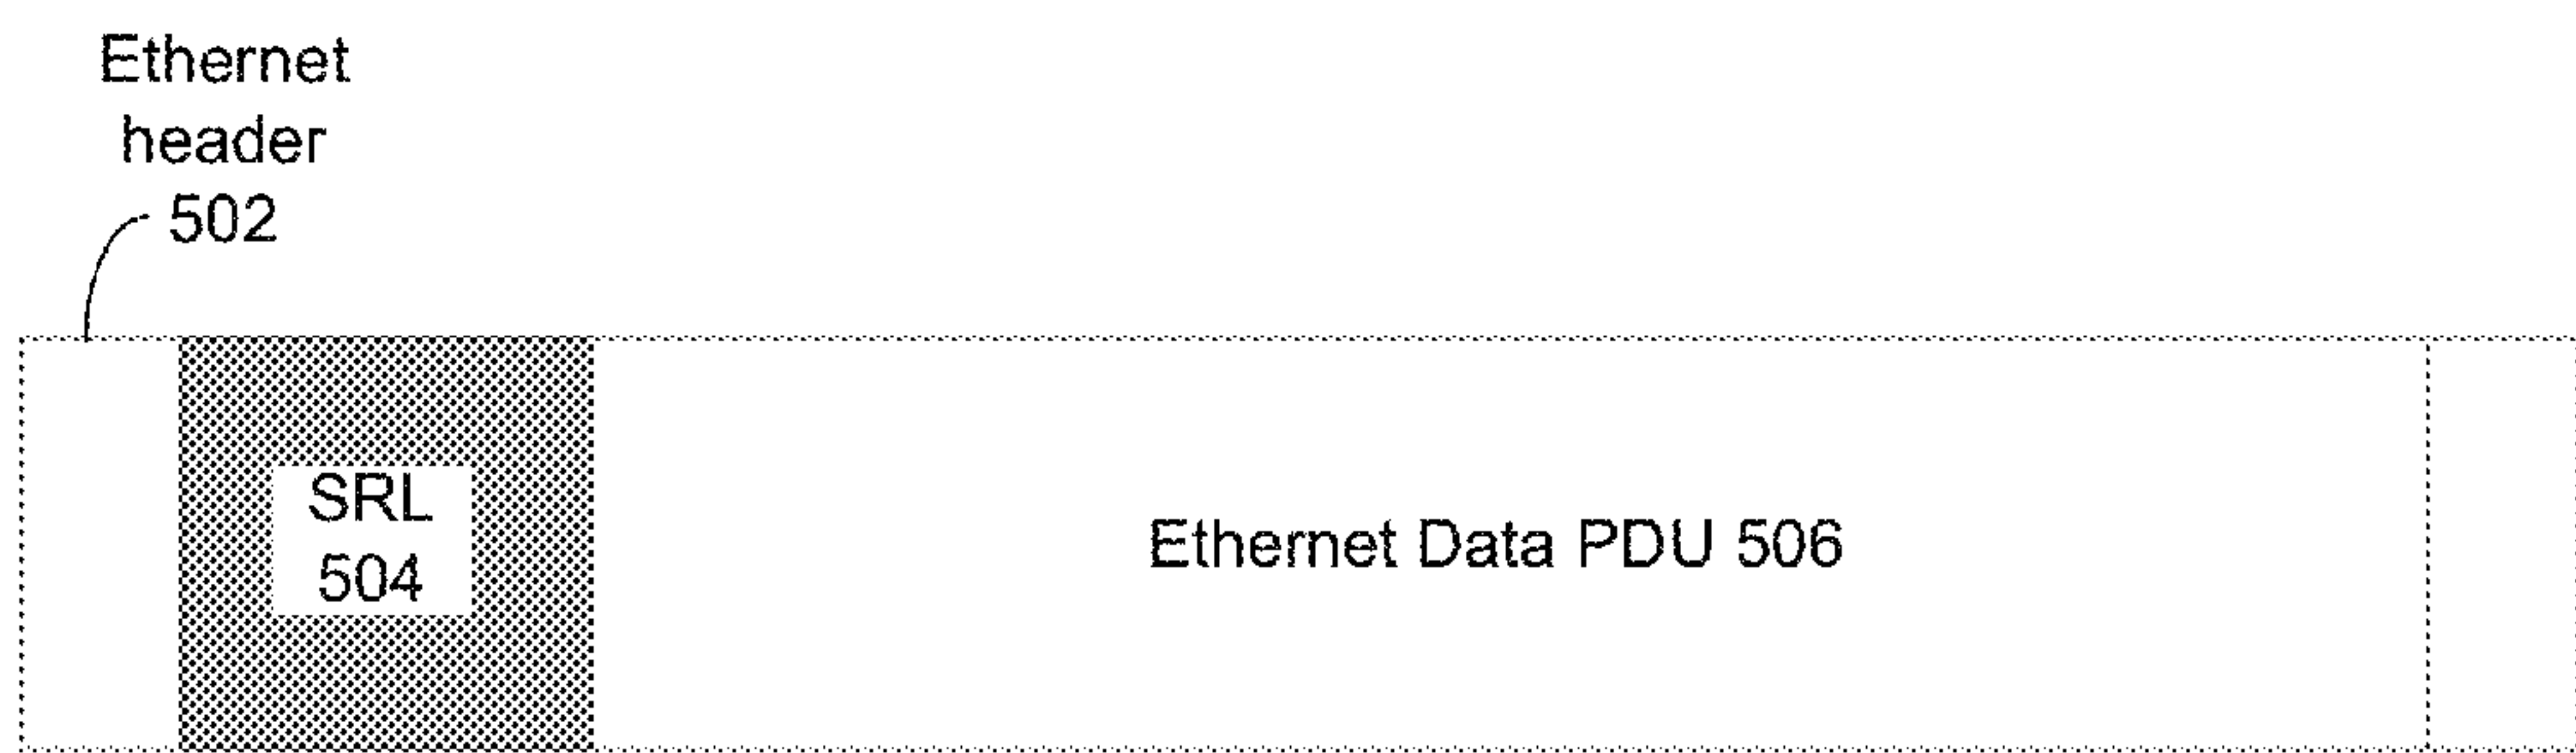 Ethernet
header
502
SRL
504
Ethernet Data PDU 506